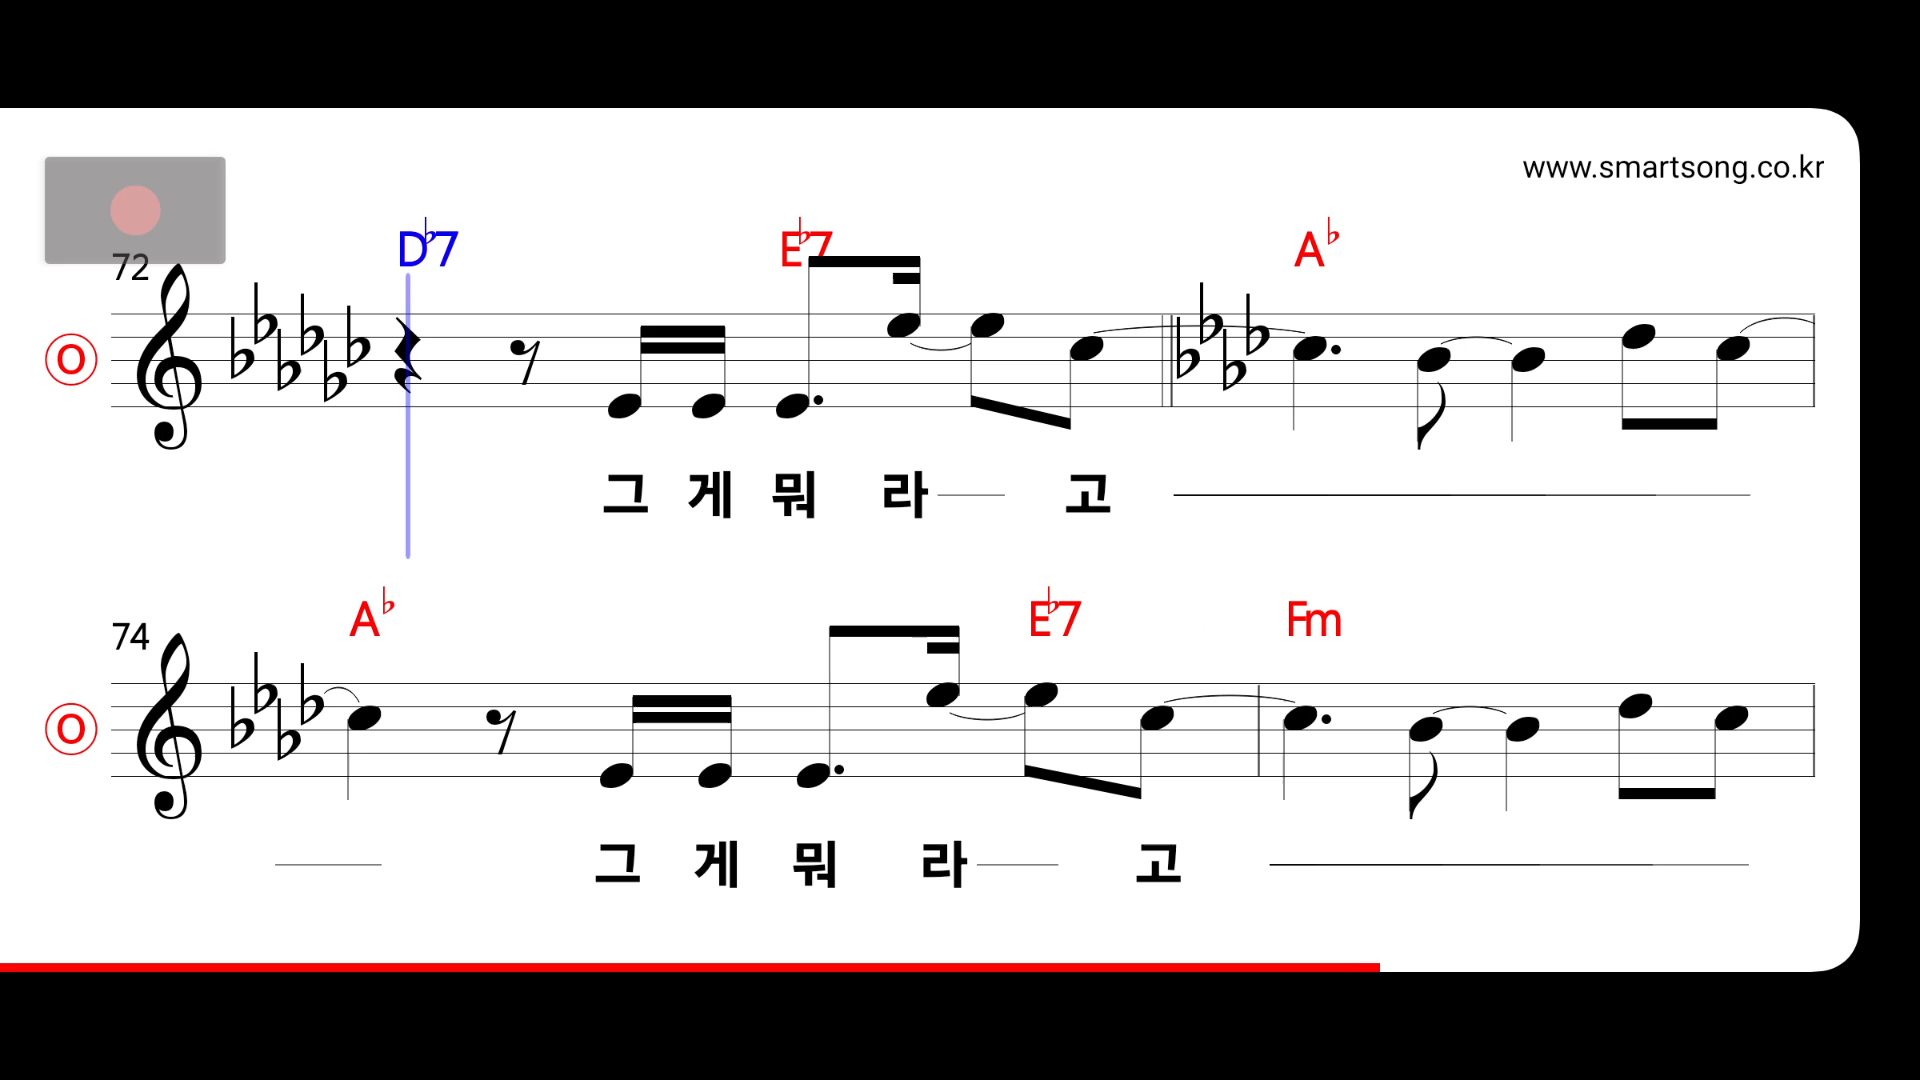 www.smartsong.co.kr
72
D♭7 E♭7 A♭
O
그 게 뭐 라 고
74
A♭ E♭7 Fm
O
그 게 뭐 라 고